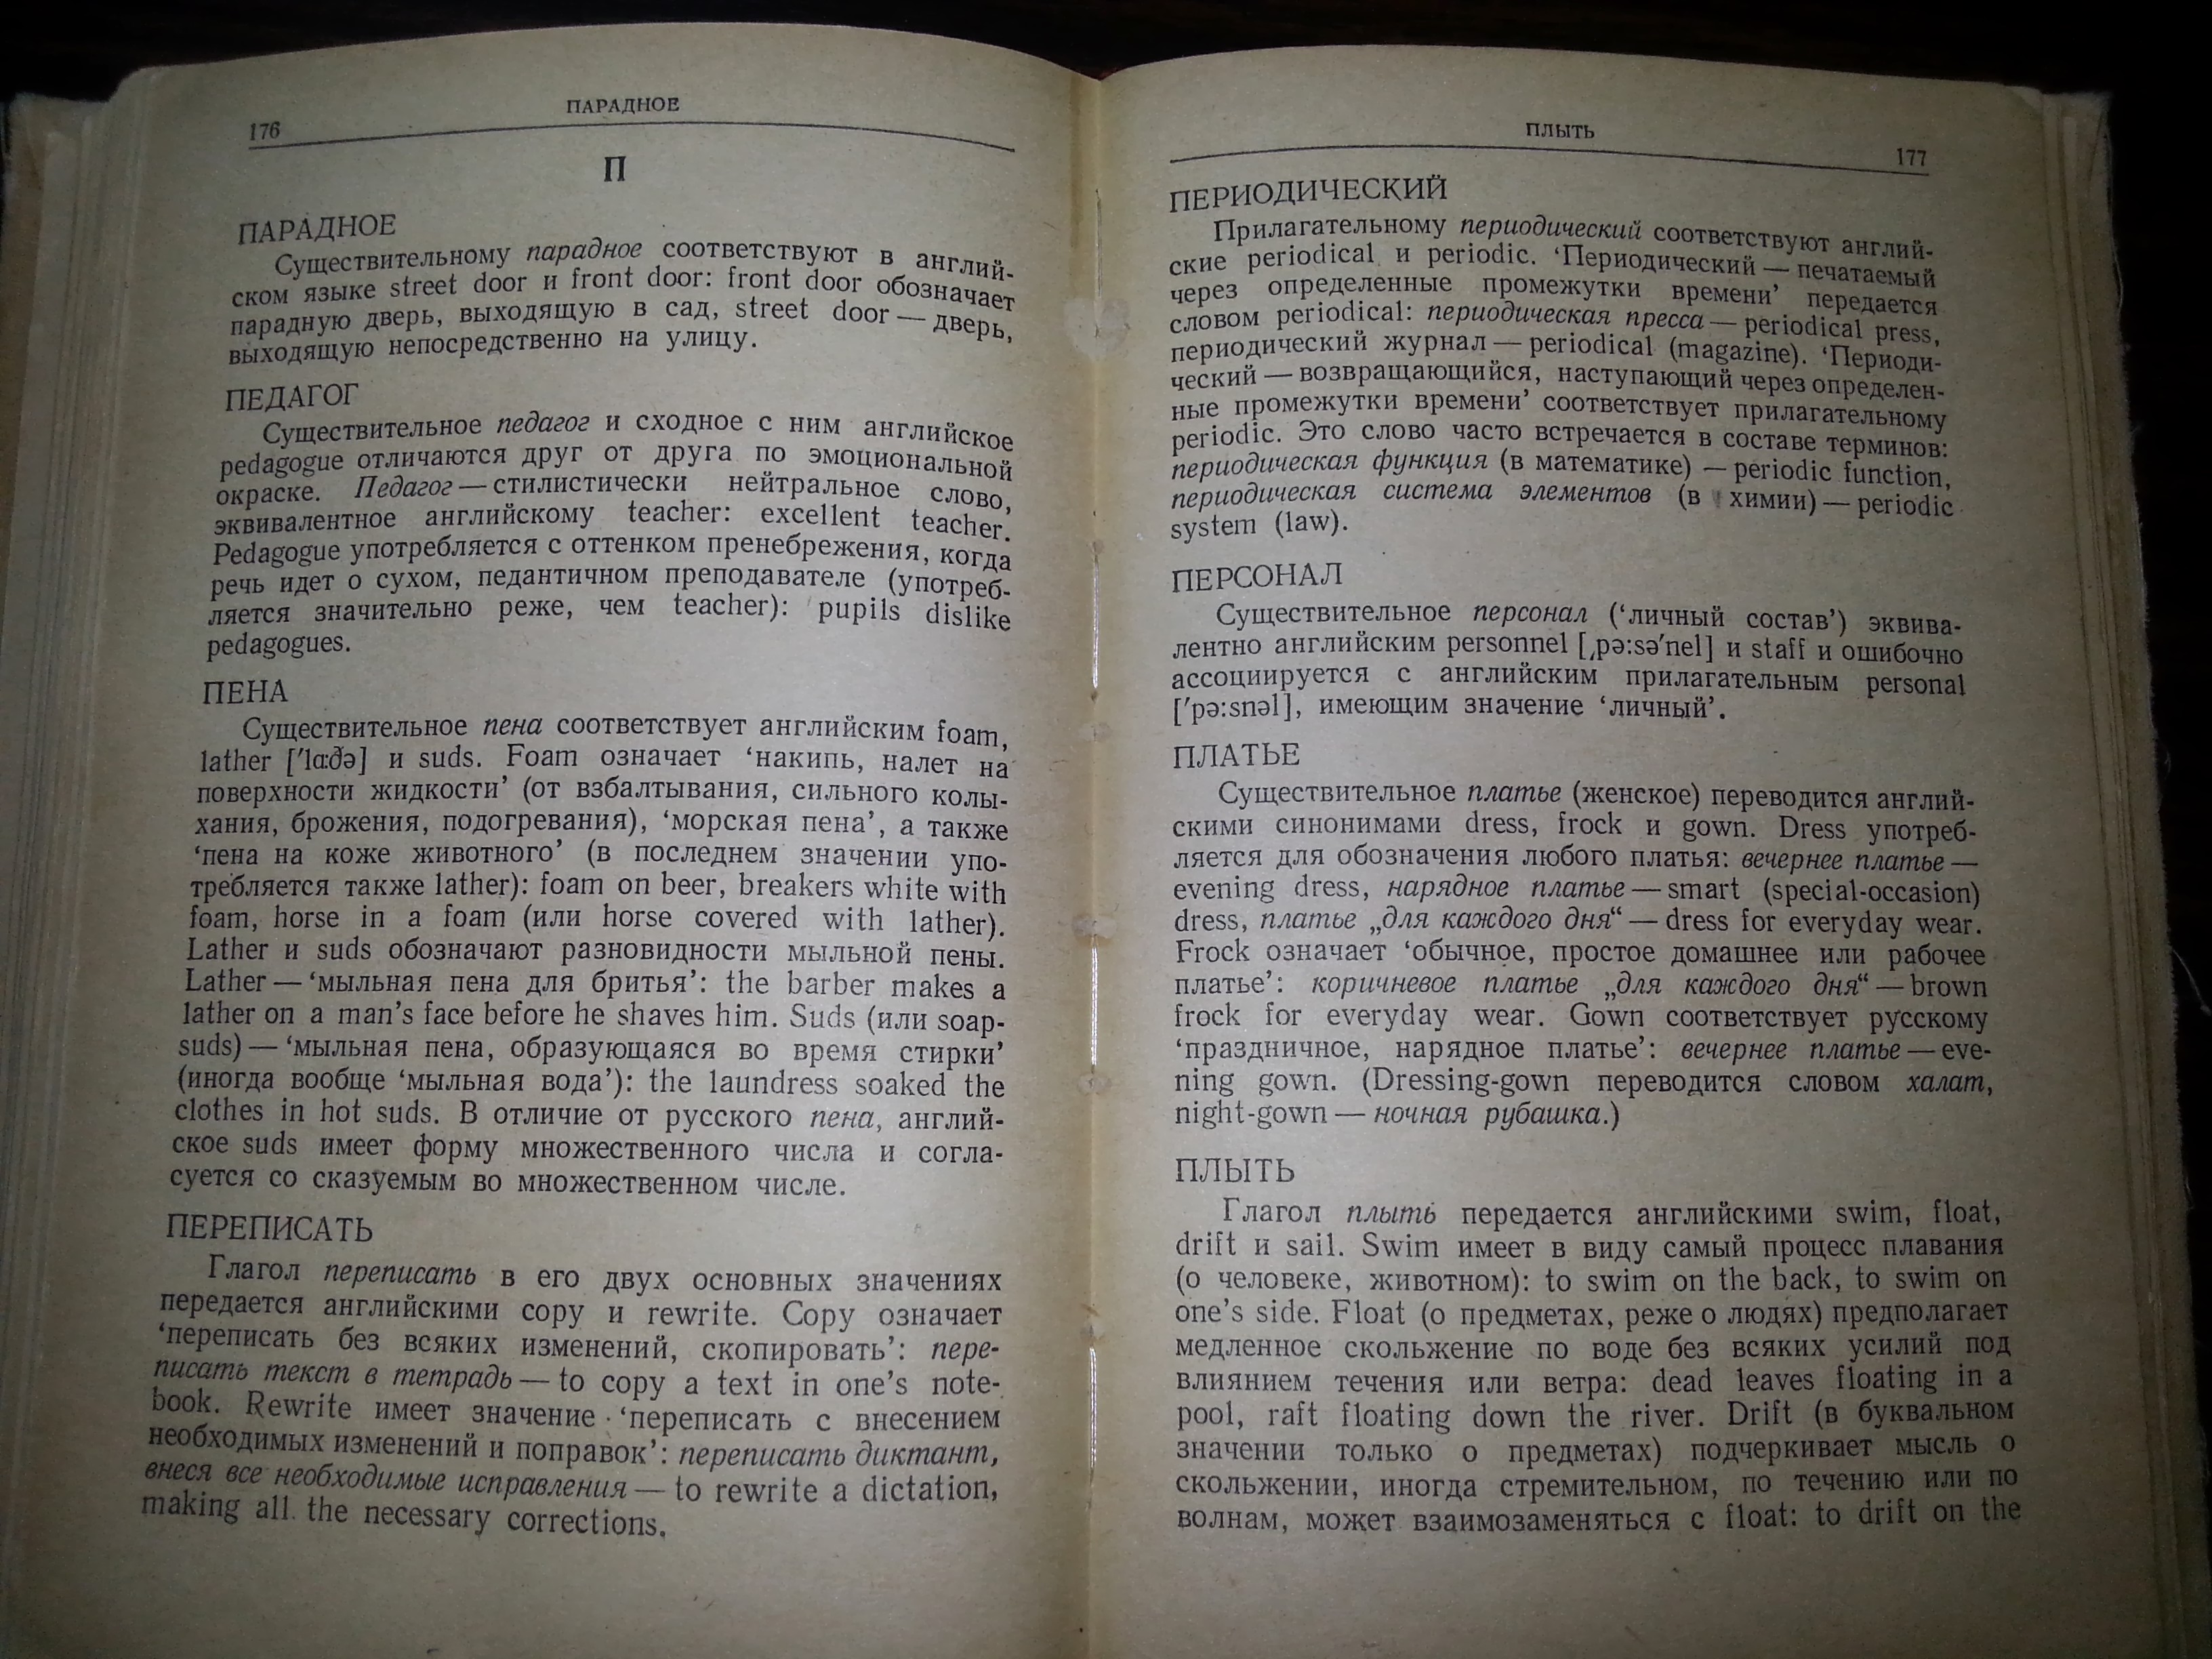 176
ПАРАДНОЕ
П
ПАРАДНОЕ
Существительному парадное соответствуют в англий-
ском языке street door и front door: front door обозначает
парадную дверь, выходящую в сад, street door — дверь,
выходящую непосредственно на улицу.
ПЕДАГОГ
Существительное педагог и сходное с ним английское
pedagogue отличаются друг от друга по эмоциональной
окраске. Педагог — стилистически нейтральное слово,
эквивалентное английскому teacher: excellent teacher.
Pedagogue употребляется с оттенком пренебрежения, когда
речь идет о сухом, педантичном преподавателе (употреб-
ляется значительно реже, чем teacher): pupils dislike
pedagogues.
ПЕНА
Существительное пена соответствует английским foam,
lather ['lɑ:ðə] и suds. Foam означает ‘накипь, налет на
поверхности жидкости’ (от взбалтывания, сильного колы-
хания, брожения, подогревания), ‘морская пена’, а также
‘пена на коже животного’ (в последнем значении упо-
требляется также lather): foam on beer, breakers white with
foam, horse in a foam (или horse covered with lather).
Lather и suds обозначают разновидности мыльной пены.
Lather — ‘мыльная пена для бритья’: the barber makes a
lather on a man’s face before he shaves him. Suds (или soap-
suds) — ‘мыльная пена, образующаяся во время стирки’
(иногда вообще ‘мыльная вода’): the laundress soaked the
clothes in hot suds. В отличие от русского пена, англий-
ское suds имеет форму множественного числа и согла-
суется со сказуемым во множественном числе.
ПЕРЕПИСАТЬ
Глагол переписать в его двух основных значениях
передается английскими copy и rewrite. Copy означает
‘переписать без всяких изменений, скопировать’: пере-
писать текст в тетрадь — to copy a text in one’s note-
book. Rewrite имеет значение ‘переписать с внесением
необходимых изменений и поправок’: переписать диктант,
внеся все необходимые исправления — to rewrite a dictation,
making all the necessary corrections.
ПЛЫТЬ
177
ПЕРИОДИЧЕСКИЙ
Прилагательному периодический соответствуют англий-
ские periodical и periodic. ‘Периодический — печатаемый
через определенные промежутки времени’ передается
словом periodical: периодическая пресса — periodical press,
периодический журнал — periodical (magazine). ‘Периоди-
ческий — возвращающийся, наступающий через определен-
ные промежутки времени’ соответствует прилагательному
periodic. Это слово часто встречается в составе терминов:
периодическая функция (в математике) — periodic function,
периодическая система элементов (в химии) — periodic
system (law).
ПЕРСОНАЛ
Существительное персонал (‘личный состав’) эквива-
лентно английским personnel [,pə:sə'nel] и staff и ошибочно
ассоциируется с английским прилагательным personal
['pə:snəl], имеющим значение ‘личный’.
ПЛАТЬЕ
Существительное платье (женское) переводится англий-
скими синонимами dress, frock и gown. Dress употреб-
ляется для обозначения любого платья: вечернее платье —
evening dress, нарядное платье — smart (special-occasion)
dress, платье „для каждого дня“ — dress for everyday wear.
Frock означает ‘обычное, простое домашнее или рабочее
платье’: коричневое платье „для каждого дня“ — brown
frock for everyday wear. Gown соответствует русскому
‘праздничное, нарядное платье’: вечернее платье — eve-
ning gown. (Dressing-gown переводится словом халат,
night-gown — ночная рубашка.)
ПЛЫТЬ
Глагол плыть передается английскими swim, float,
drift и sail. Swim имеет в виду самый процесс плавания
(о человеке, животном): to swim on the back, to swim on
one’s side. Float (о предметах, реже о людях) предполагает
медленное скольжение по воде без всяких усилий под
влиянием течения или ветра: dead leaves floating in a
pool, raft floating down the river. Drift (в буквальном
значении только о предметах) подчеркивает мысль о
скольжении, иногда стремительном, по течению или по
волнам, может взаимозаменяться с float: to drift on the